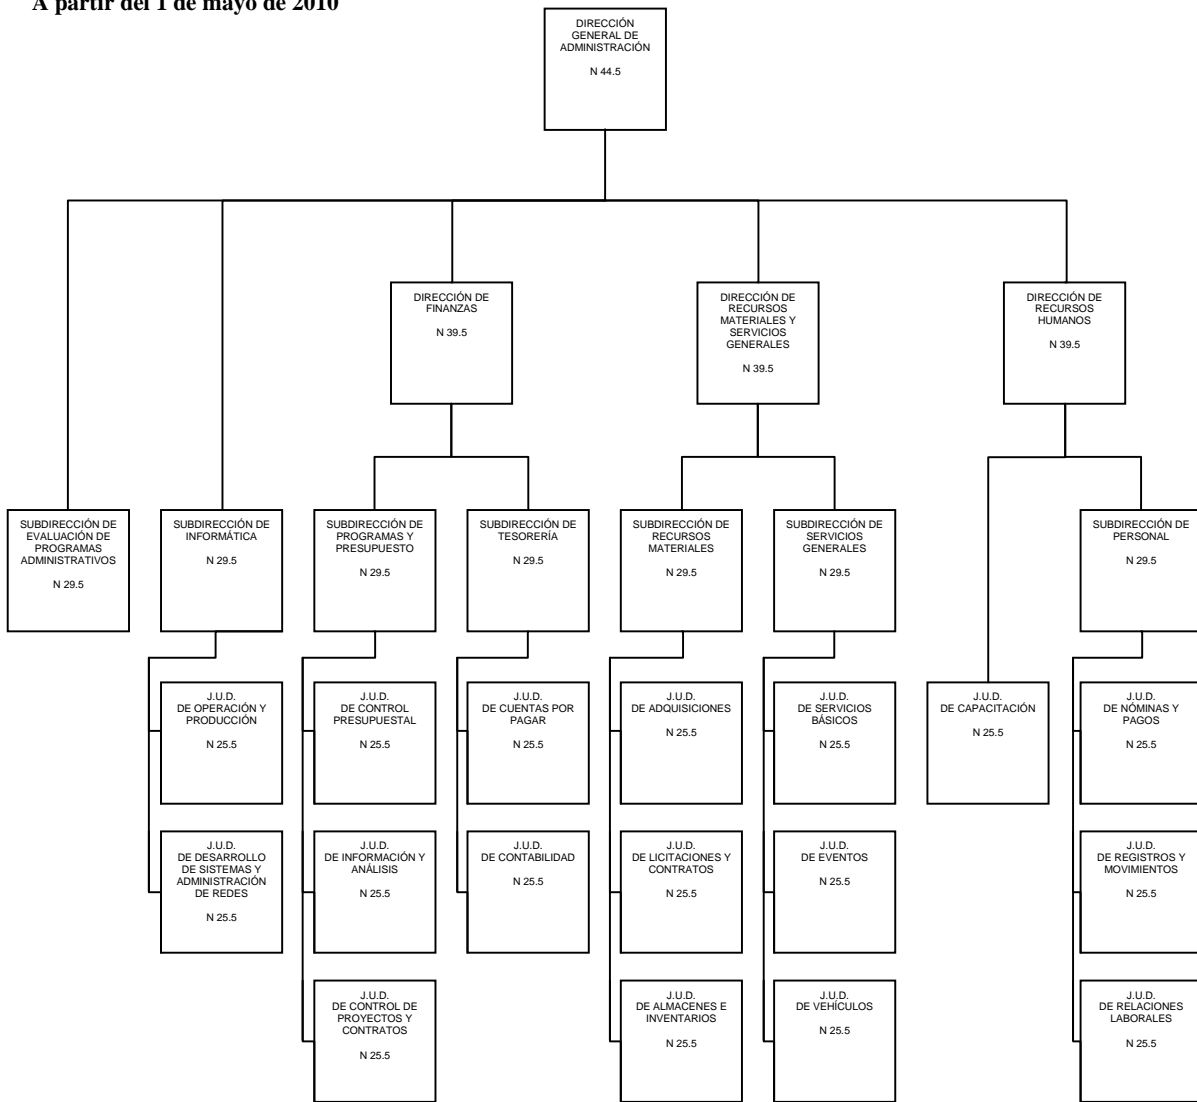 A partir del 1 de mayo de 2010
DIRECCIÓN
GENERAL DE
ADMINISTRACIÓN
N 44.5
DIRECCIÓN DE
FINANZAS
N 39.5
DIRECCIÓN DE
RECURSOS
MATERIALES Y
SERVICIOS
GENERALES
N 39.5
DIRECCIÓN DE
RECURSOS
HUMANOS
N 39.5
SUBDIRECCIÓN DE
EVALUACIÓN DE
PROGRAMAS
ADMINISTRATIVOS
N 29.5
SUBDIRECCIÓN DE
INFORMÁTICA
N 29.5
SUBDIRECCIÓN DE
PROGRAMAS Y
PRESUPUESTO
N 29.5
SUBDIRECCIÓN DE
TESORERÍA
N 29.5
SUBDIRECCIÓN DE
RECURSOS
MATERIALES
N 29.5
SUBDIRECCIÓN DE
SERVICIOS
GENERALES
N 29.5
SUBDIRECCIÓN DE
PERSONAL
N 29.5
J.U.D.
DE OPERACIÓN Y
PRODUCCIÓN
N 25.5
J.U.D.
DE CONTROL
PRESUPUESTAL
N 25.5
J.U.D.
DE CUENTAS POR
PAGAR
N 25.5
J.U.D.
DE ADQUISICIONES
N 25.5
J.U.D.
DE SERVICIOS
BÁSICOS
N 25.5
J.U.D.
DE CAPACITACIÓN
N 25.5
J.U.D.
DE NÓMINAS Y
PAGOS
N 25.5
J.U.D.
DE DESARROLLO
DE SISTEMAS Y
ADMINISTRACIÓN
DE REDES
N 25.5
J.U.D.
DE INFORMACIÓN Y
ANÁLISIS
N 25.5
J.U.D.
DE CONTABILIDAD
N 25.5
J.U.D.
DE LICITACIONES Y
CONTRATOS
N 25.5
J.U.D.
DE EVENTOS
N 25.5
J.U.D.
DE REGISTROS Y
MOVIMIENTOS
N 25.5
J.U.D.
DE CONTROL DE
PROYECTOS Y
CONTRATOS
N 25.5
J.U.D.
DE ALMACENES E
INVENTARIOS
N 25.5
J.U.D.
DE VEHÍCULOS
N 25.5
J.U.D.
DE RELACIONES
LABORALES
N 25.5